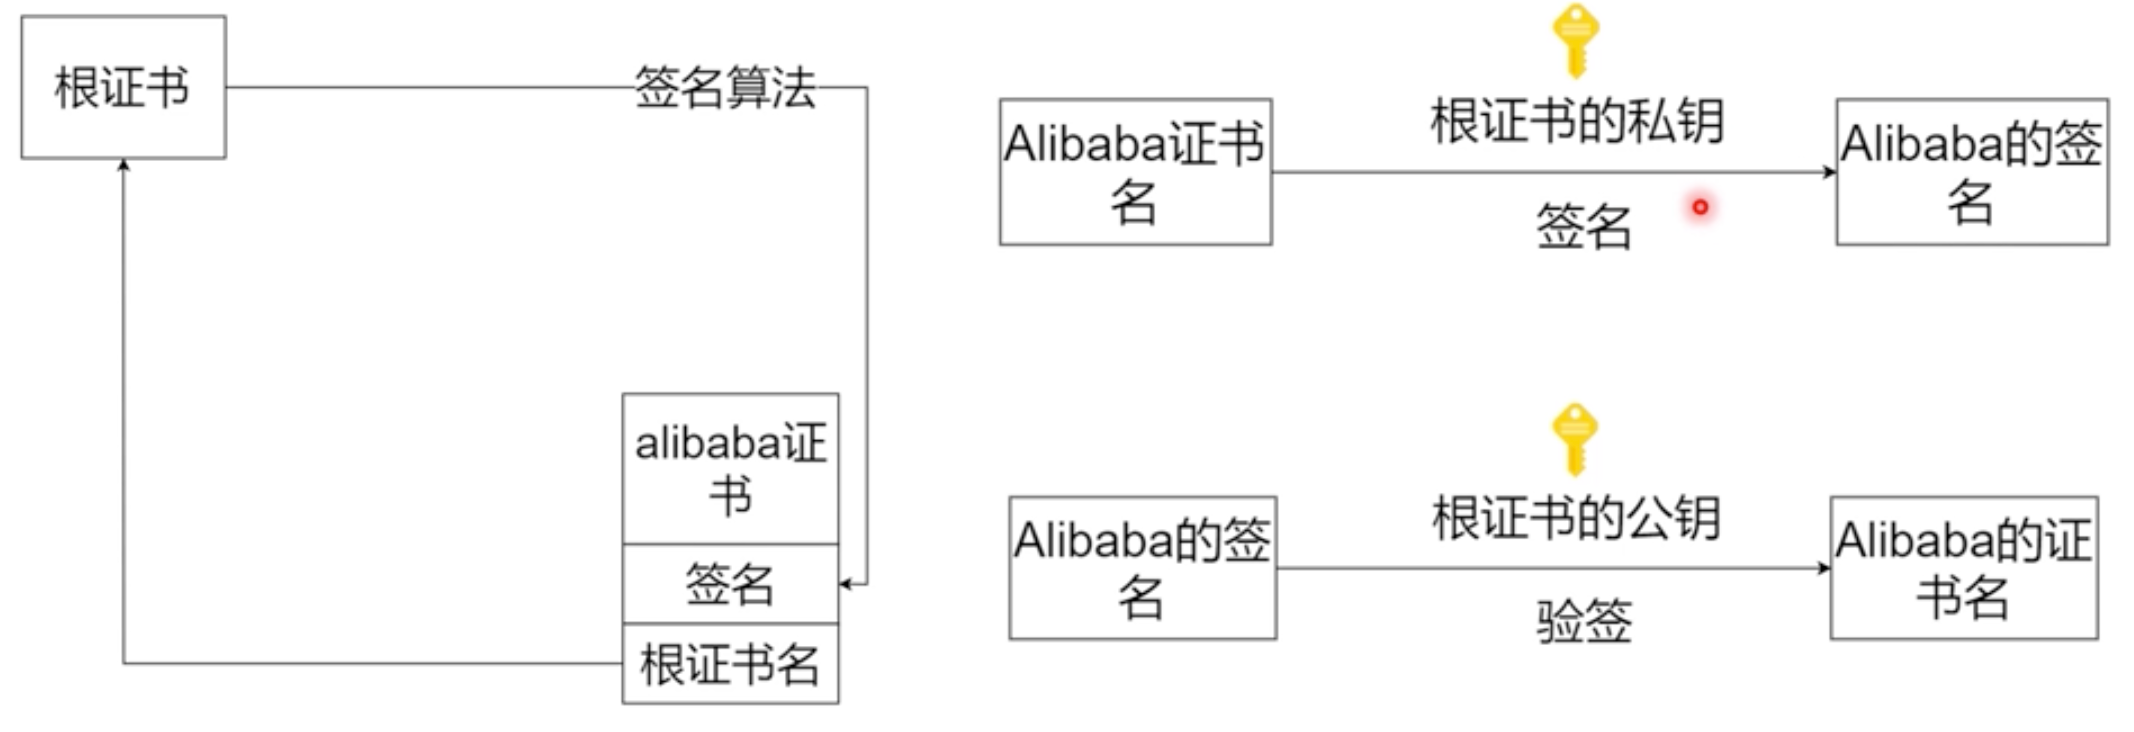 根证书
签名算法
alibaba证
书
签名
根证书名
根证书的私钥
Alibaba证书
名
签名
Alibaba的签
名
根证书的公钥
Alibaba的签
名
验签
Alibaba的证
书名